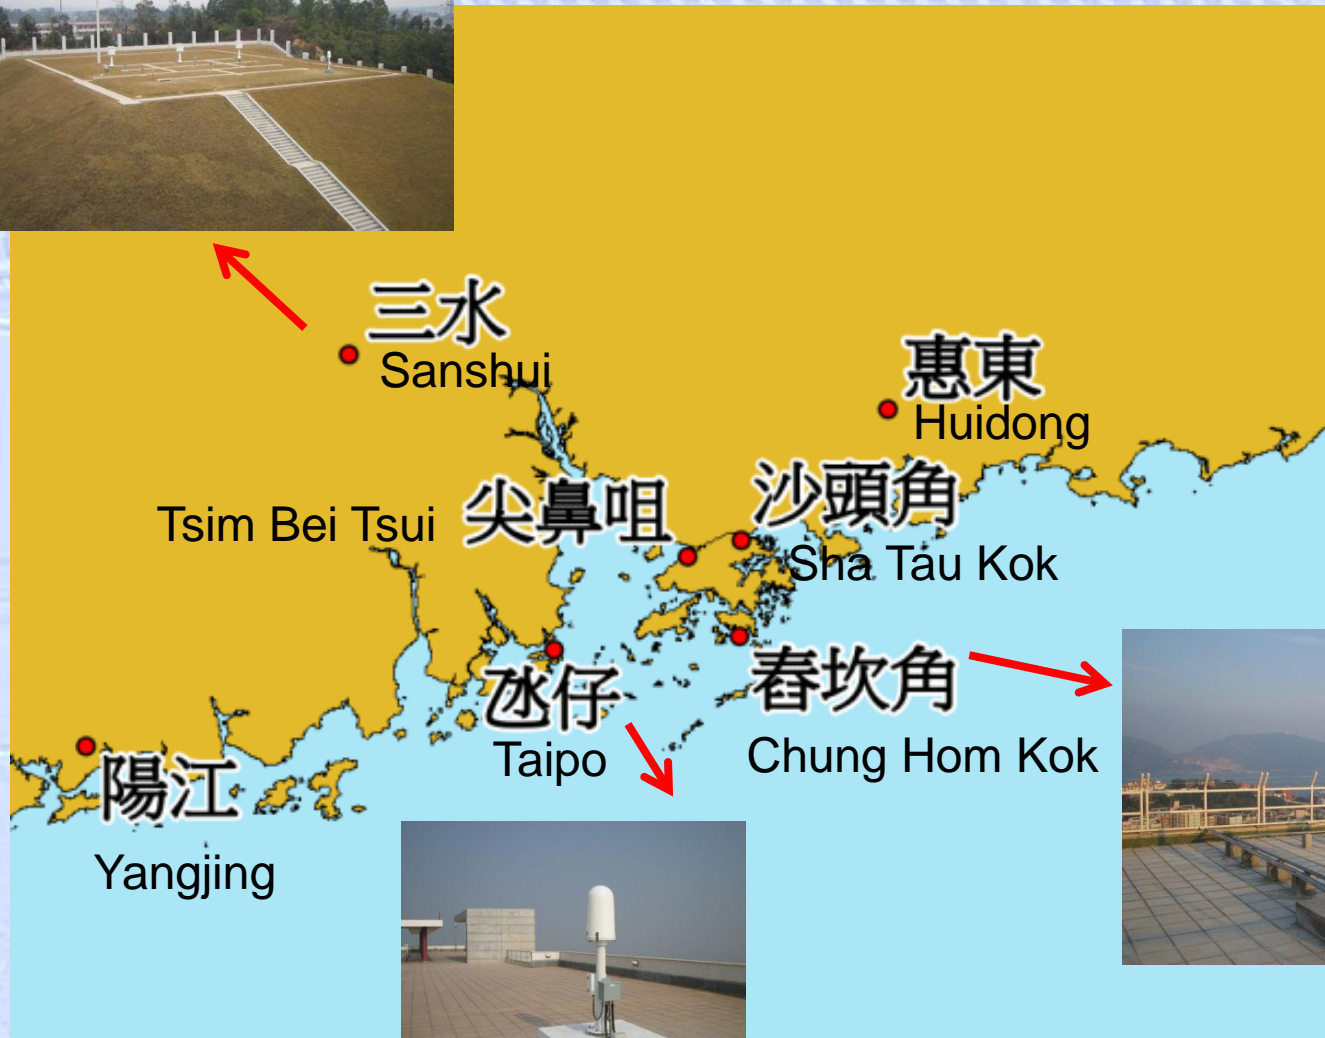 三水
Sanshui
惠東
Huidong
Tsim Bei Tsui 尖鼻咀
沙頭角
Sha Tau Kok
氹仔
Taipo
舂坎角
Chung Hom Kok
陽江
Yangjing